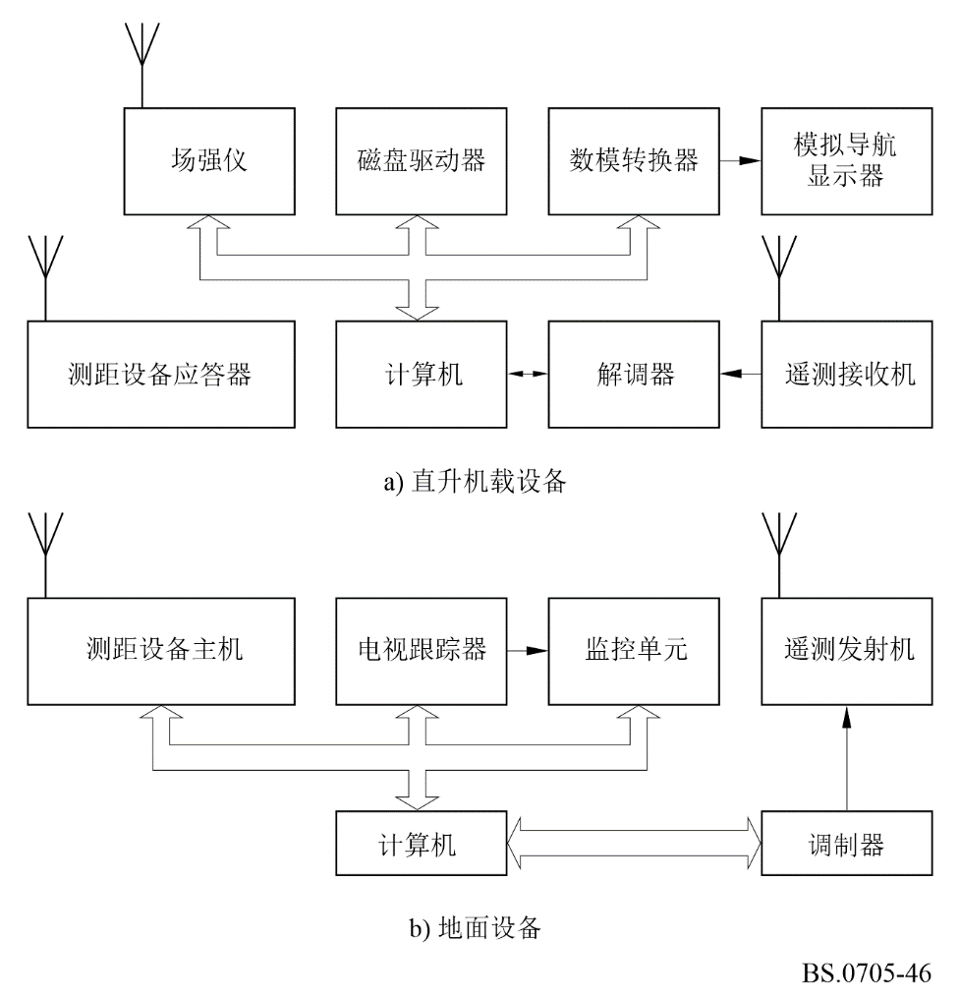 场强仪
磁盘驱动器
数模转换器
模拟导航
显示器
测距设备应答器
计算机
解调器
遥测接收机
a) 直升机载设备
测距设备主机
电视跟踪器
监控单元
遥测发射机
计算机
调制器
b) 地面设备
BS.0705-46